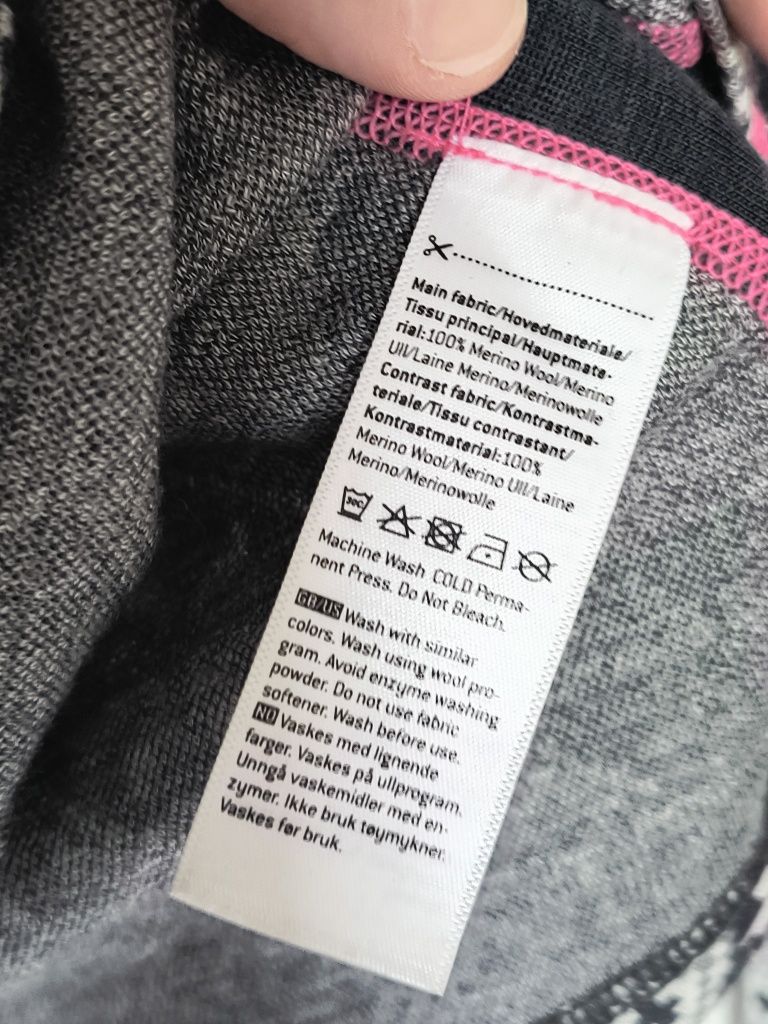 Main fabric/Hovedmateriale/
Tissu principal/Hauptmate-
rial:100% Merino Wool/Merino
Ull/Laine Merino/Merinowolle
Contrast fabric/Kontrastma-
teriale/Tissu contrastant/
Kontrastmaterial:100%
Merino Wool/Merino Ull/Laine
Merino/Merinowolle
30C
Machine Wash COLD Perma-
nent Press. Do Not Bleach.
GB/US Wash with similar
colors. Wash using wool pro-
gram. Avoid enzyme washing
powder. Do not use fabric
softener. Wash before use.
NO Vaskes med lignende
farger. Vaskes på ullprogram.
Unngå vaskemidler med en-
zymer. Ikke bruk tøymykner.
Vaskes før bruk.